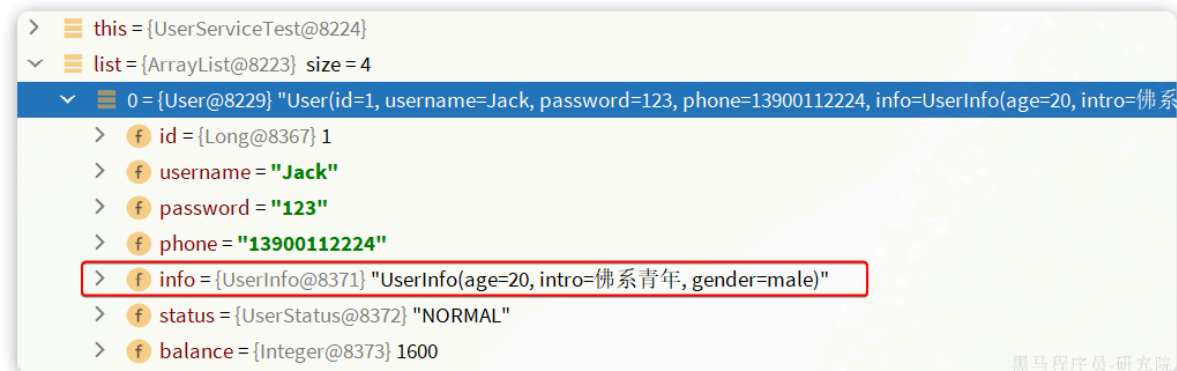 this = {UserServiceTest@8224}
list = {ArrayList@8223} size = 4
0 = {User@8229} "User(id=1, username=Jack, password=123, phone=13900112224, info=UserInfo(age=20, intro=佛系
id = {Long@8367} 1
username = "Jack"
password = "123"
phone = "13900112224"
info = {UserInfo@8371} "UserInfo(age=20, intro=佛系青年, gender=male)"
status = {UserStatus@8372} "NORMAL"
balance = {Integer@8373} 1600
黑马程序员-研究院